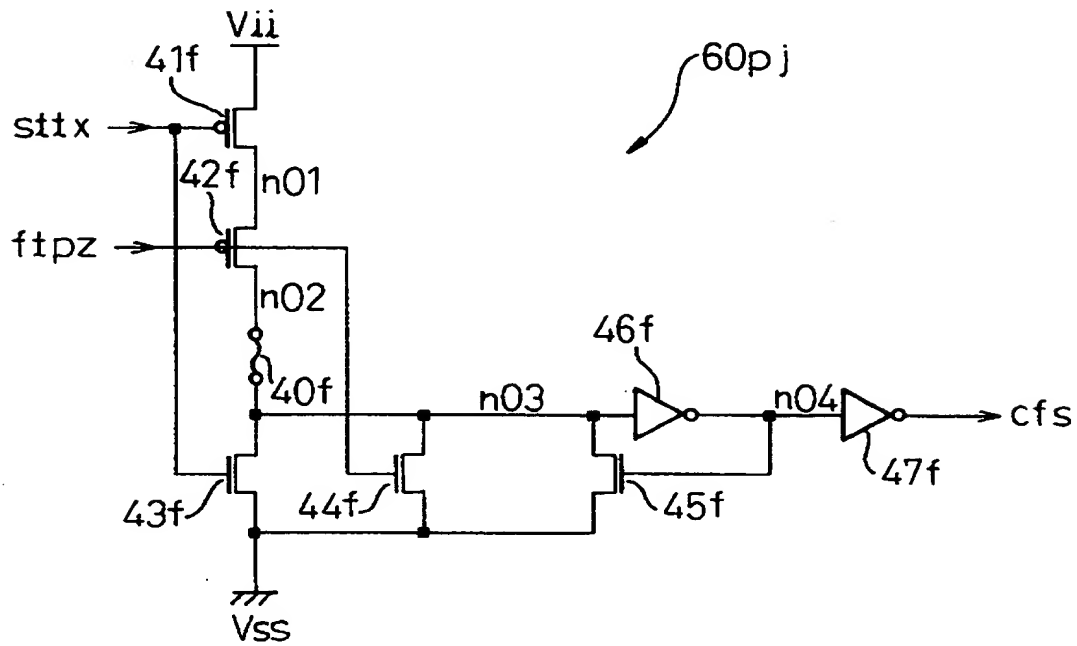 Vii
41f
60pj
sttx
42f
n01
ftpz
n02
46f
40f
n03
n04
cfs
43f
44f
45f
47f
Vss